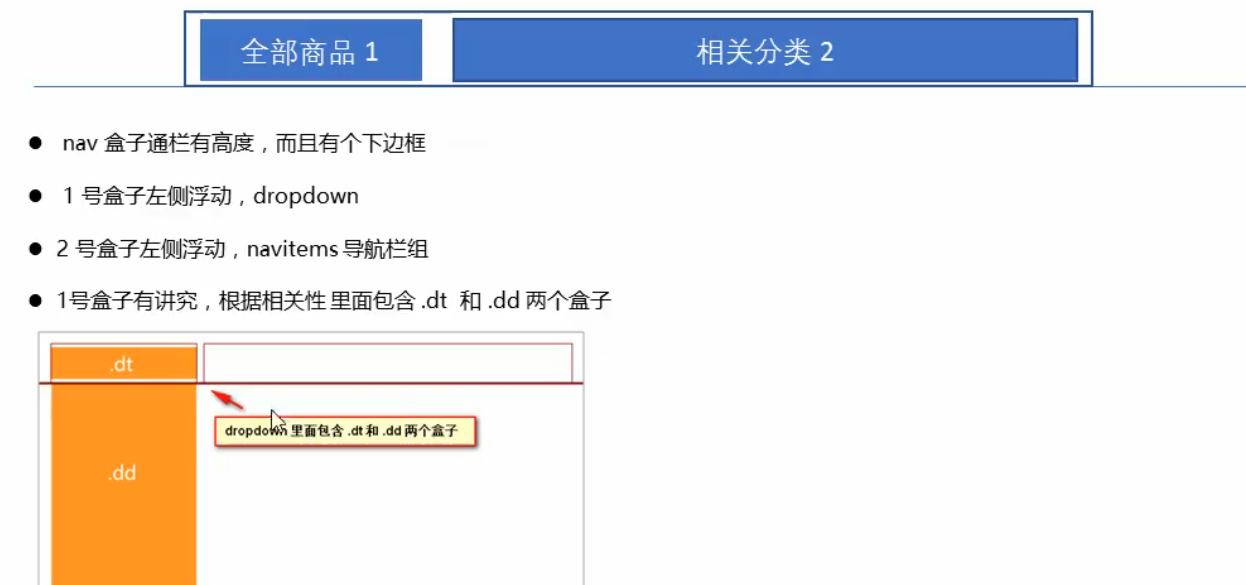 全部商品 1
相关分类 2
nav 盒子通栏有高度，而且有个下边框
1 号盒子左侧浮动，dropdown
2 号盒子左侧浮动，navitems 导航栏组
1号盒子有讲究，根据相关性 里面包含 .dt 和 .dd 两个盒子
.dt
dropdown 里面包含 .dt 和 .dd 两个盒子
.dd